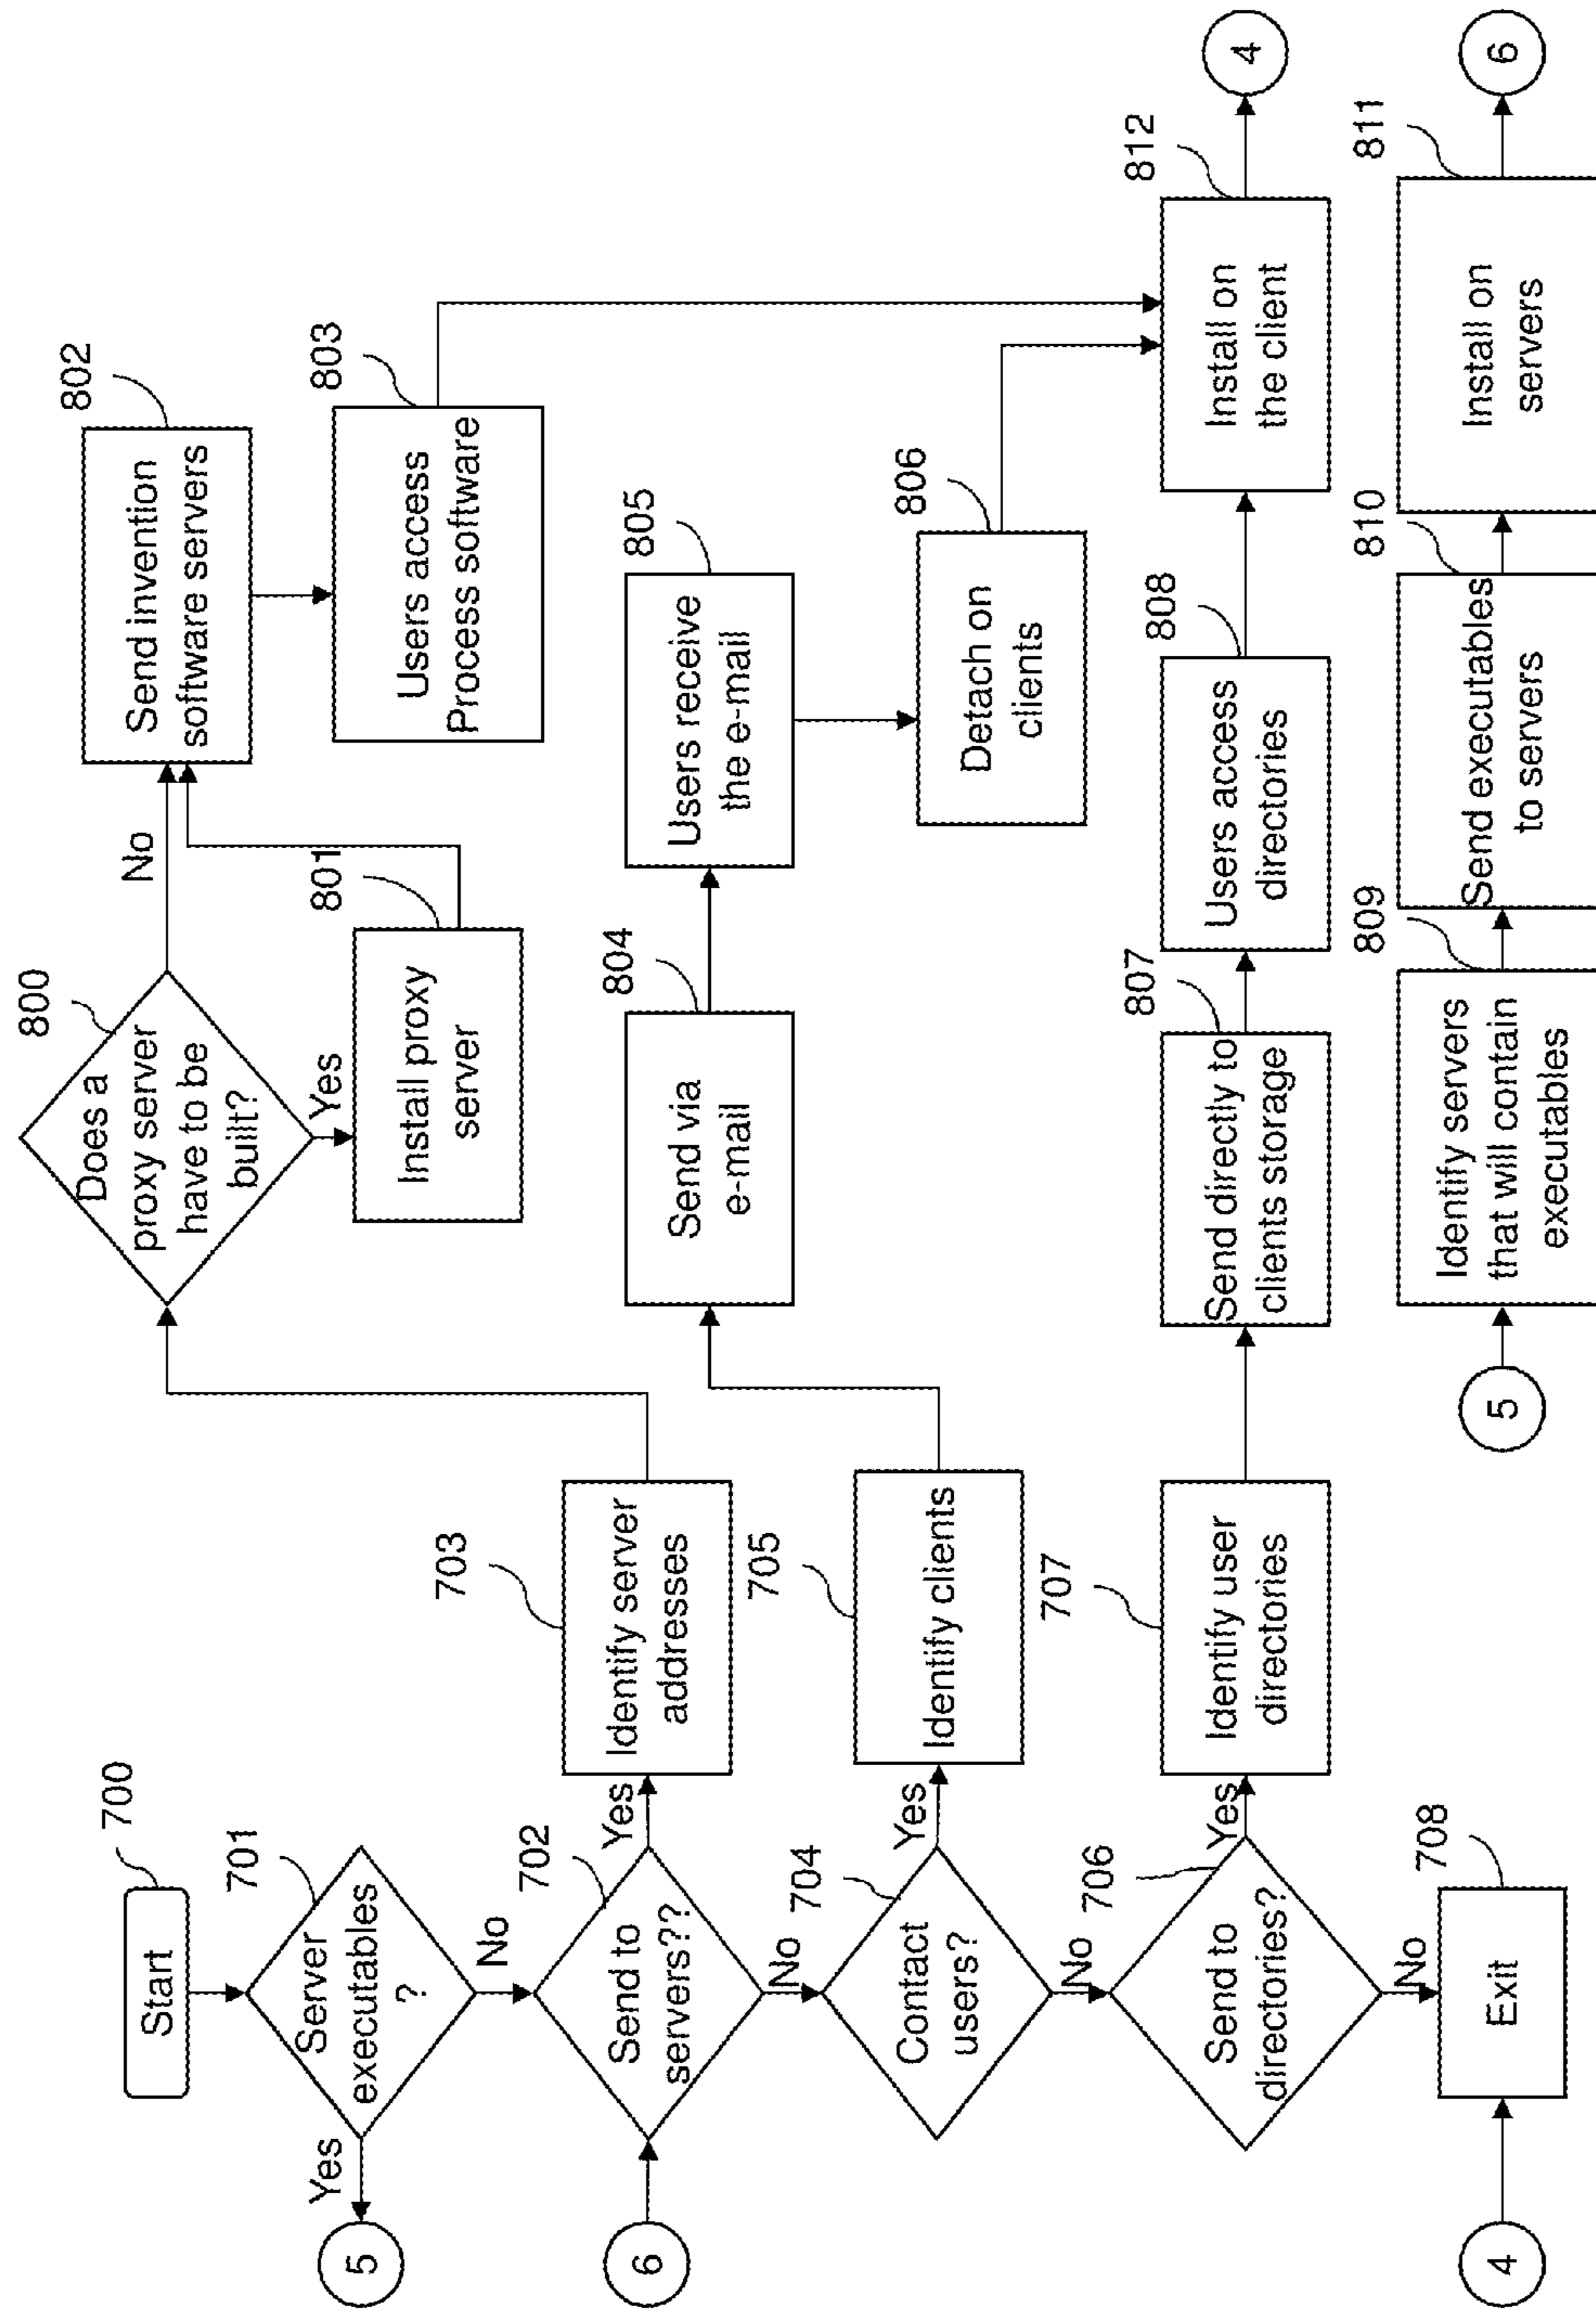 700
Start
701
Server
executables
?
Yes
5
No
702
Send to
servers??
6
Yes
703
Identify server
addresses
No
704
Contact
users?
Yes
705
Identify clients
No
706
Send to
directories?
Yes
707
Identify user
directories
No
708
Exit
4
800
Does a
proxy server
have to be
built?
No
Yes
801
Install proxy
server
802
Send invention
software servers
803
Users access
Process software
804
Send via
e-mail
805
Users receive
the e-mail
806
Detach on
clients
807
Send directly to
clients storage
808
Users access
directories
812
Install on
the client
4
5
809
Identify servers
that will contain
executables
810
Send executables
to servers
811
Install on
servers
6